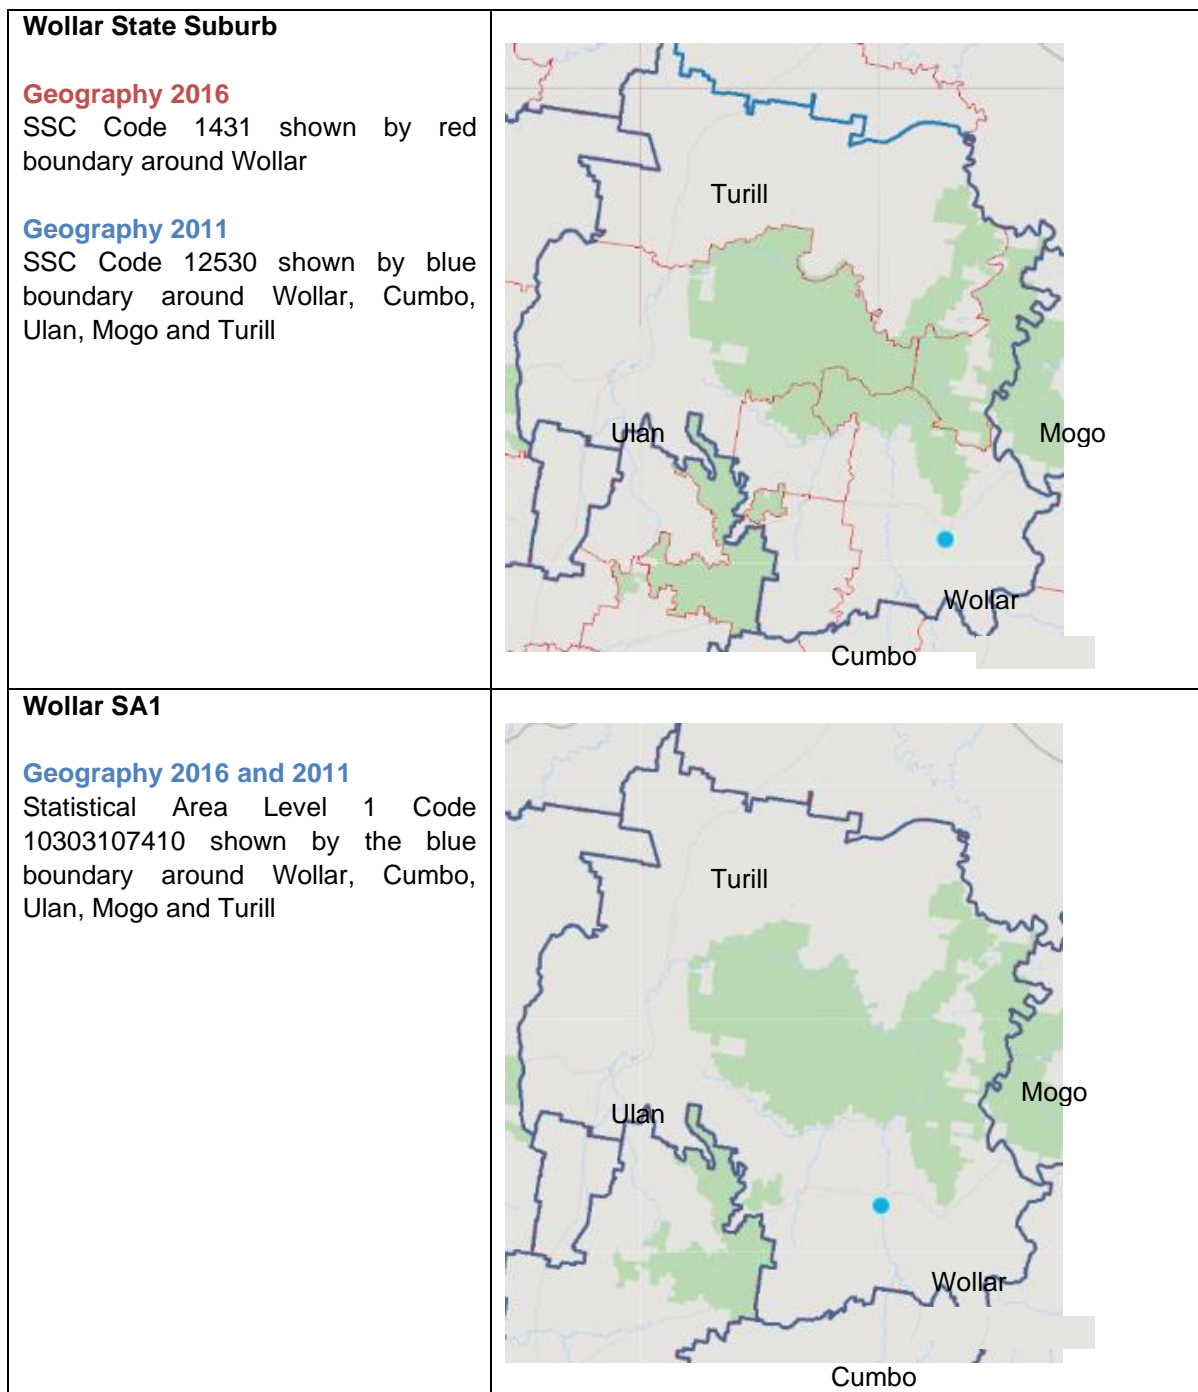 Wollar State Suburb
Geography 2016
SSC Code 1431 shown by red
boundary around Wollar
Geography 2011
SSC Code 12530 shown by blue
boundary around Wollar, Cumbo,
Ulan, Mogo and Turill
Turill
Ulan
Mogo
Wollar
Cumbo
Wollar SA1
Geography 2016 and 2011
Statistical Area Level 1 Code
10303107410 shown by the blue
boundary around Wollar, Cumbo,
Ulan, Mogo and Turill
Turill
Mogo
Ulan
Wollar
Cumbo